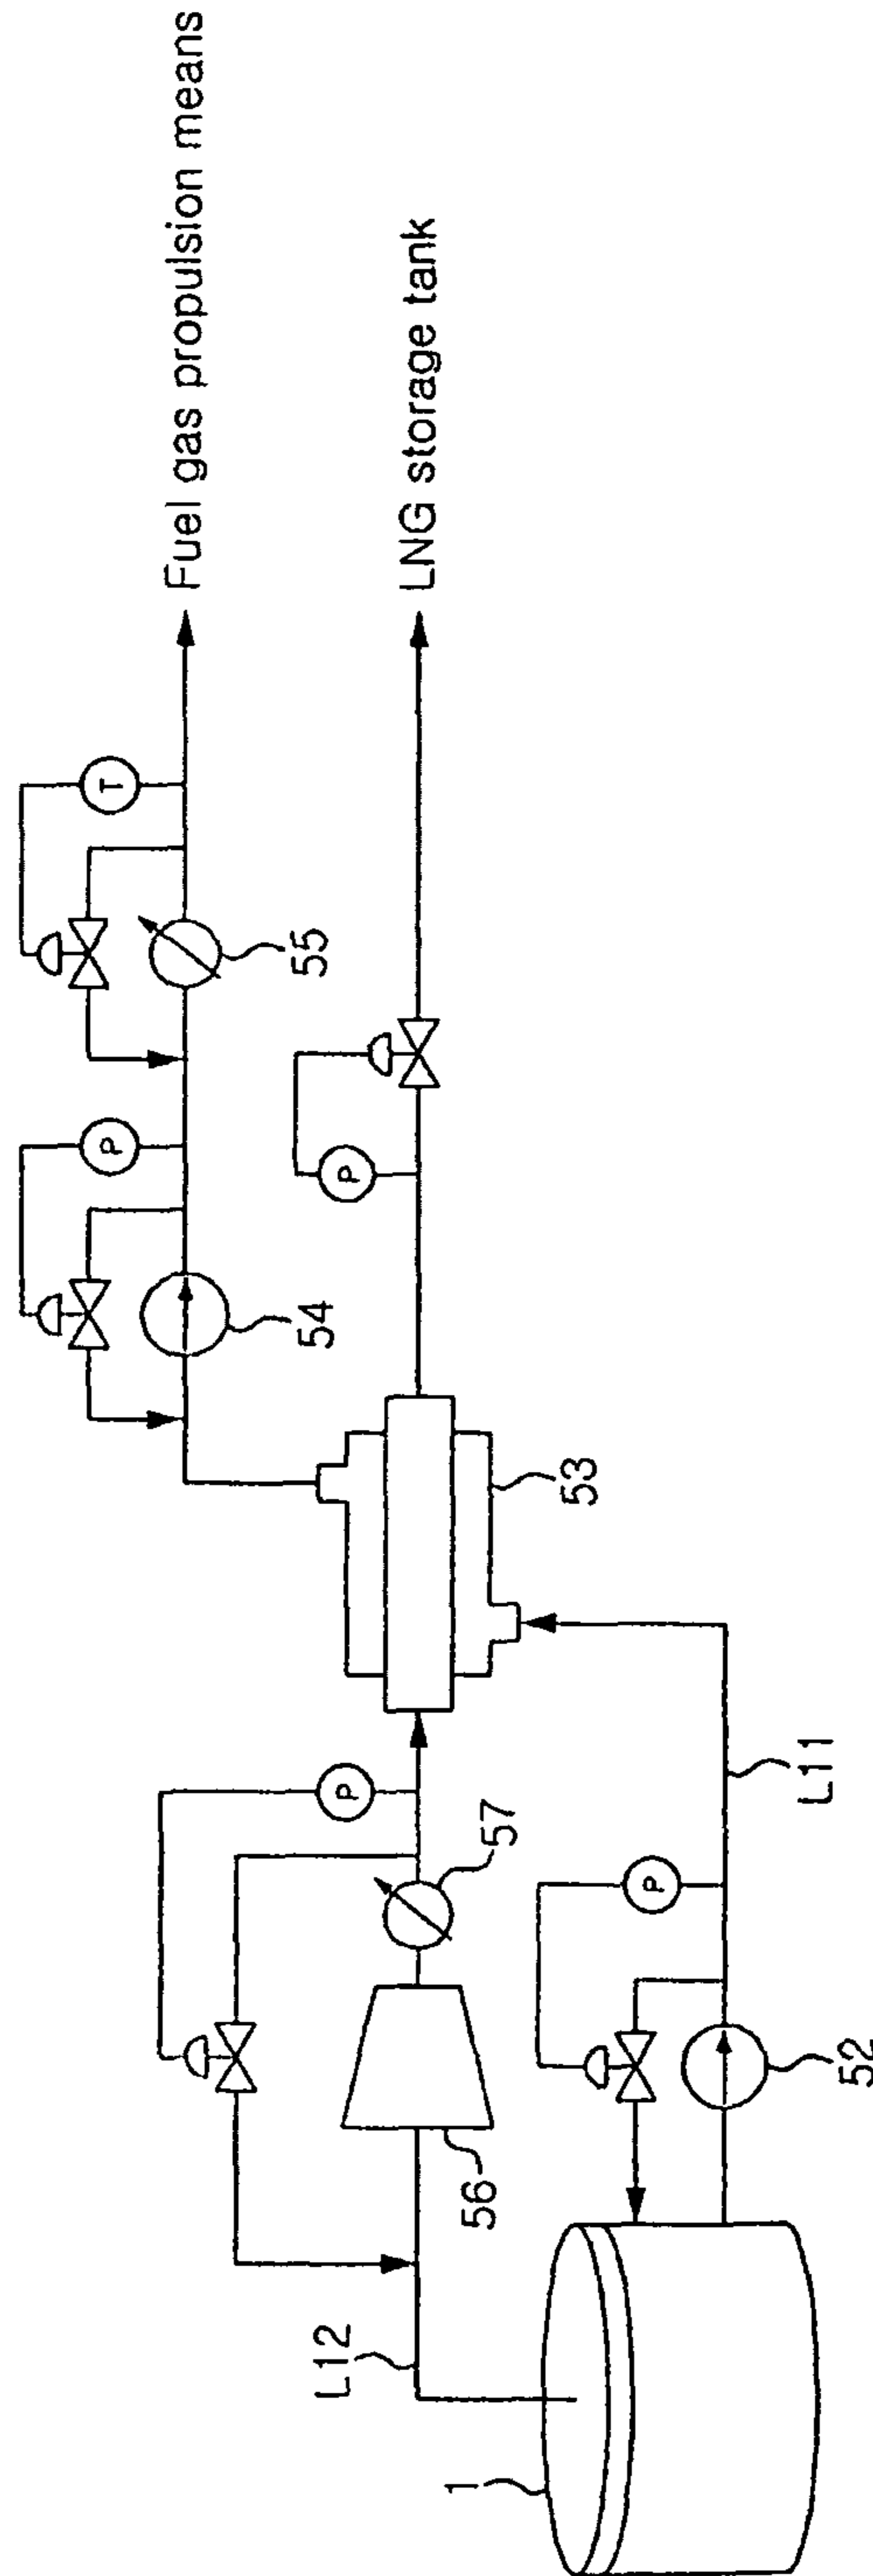 Fuel gas propulsion means
LNG storage tank
T
P
55
54
P
53
P
57
56
L12
1
P
L11
52